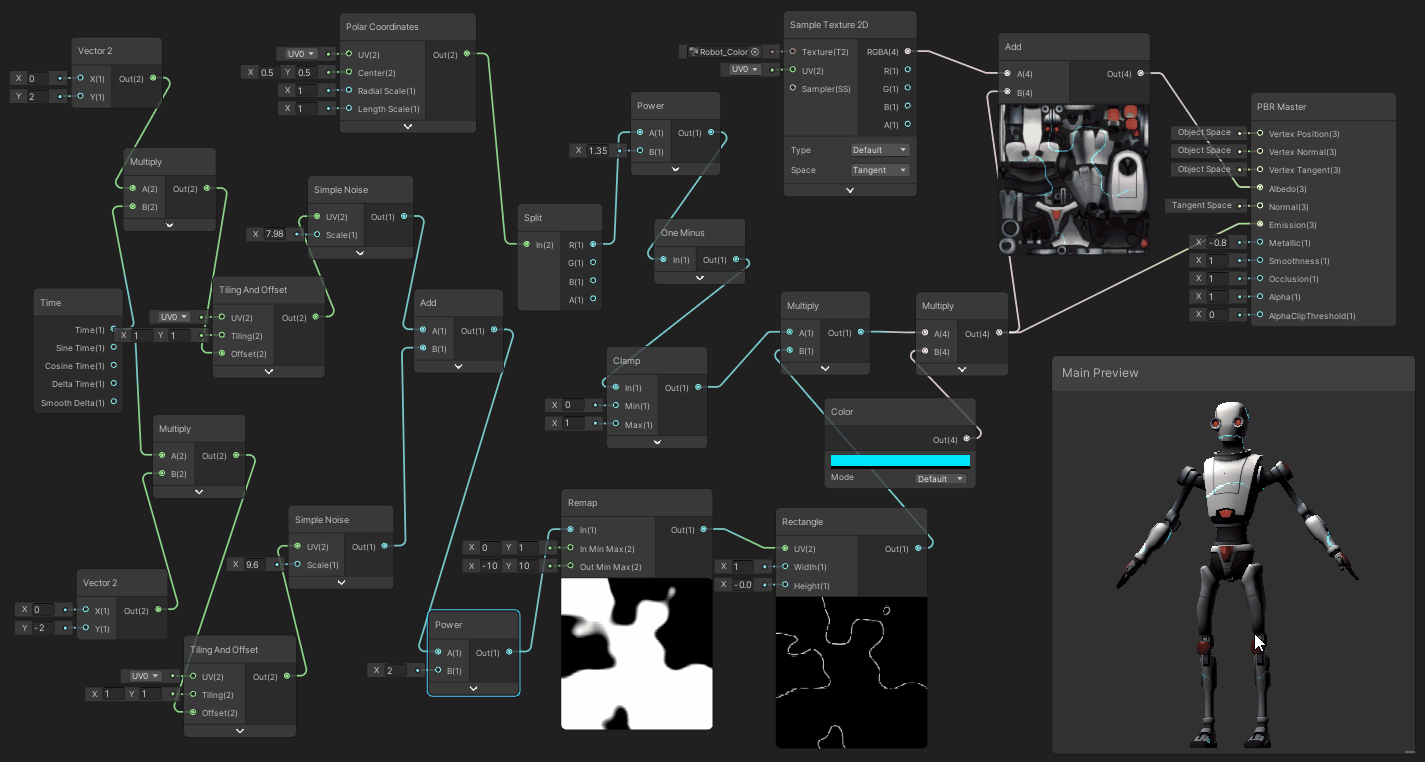 Vector 2
X 0 X(1) Out(2)
Y 2 Y(1)
Polar Coordinates
UV0 UV(2) Out(2)
X 0.5 Y 0.5 Center(2)
X 1 Radial Scale(1)
X 1 Length Scale(1)
Sample Texture 2D
Robot_Color Texture(T2) RGBA(4)
UV0 UV(2) R(1)
Sampler(SS) G(1)
B(1)
A(1)
Type Default
Space Tangent
Add
A(4) Out(4)
B(4)
PBR Master
Object Space Vertex Position(3)
Object Space Vertex Normal(3)
Object Space Vertex Tangent(3)
Albedo(3)
Tangent Space Normal(3)
Emission(3)
X -0.8 Metallic(1)
X 1 Smoothness(1)
X 1 Occlusion(1)
X 1 Alpha(1)
X 0 AlphaClipThreshold(1)
Power
A(1) Out(1)
X 1.35 B(1)
Multiply
A(2) Out(2)
B(2)
Simple Noise
UV(2) Out(1)
X 7.98 Scale(1)
Split
In(2) R(1)
G(1)
B(1)
A(1)
One Minus
In(1) Out(1)
Time
Time(1)
Sine Time(1)
Cosine Time(1)
Delta Time(1)
Smooth Delta(1)
Tiling And Offset
UV0 UV(2) Out(2)
X 1 Y 1 Tiling(2)
Offset(2)
Add
A(1) Out(1)
B(1)
Multiply
A(1) Out(1)
B(1)
Multiply
A(4) Out(4)
B(4)
Clamp
In(1) Out(1)
X 0 Min(1)
X 1 Max(1)
Color
Out(4)
Mode Default
Main Preview
Multiply
A(2) Out(2)
B(2)
Simple Noise
UV(2) Out(1)
X 9.6 Scale(1)
Remap
In(1) Out(1)
X 0 Y 1 In Min Max(2)
X -10 Y 10 Out Min Max(2)
Rectangle
UV(2) Out(1)
X 1 Width(1)
X -0.0 Height(1)
Vector 2
X 0 X(1) Out(2)
Y -2 Y(1)
Power
A(1) Out(1)
X 2 B(1)
Tiling And Offset
UV0 UV(2) Out(2)
X 1 Y 1 Tiling(2)
Offset(2)